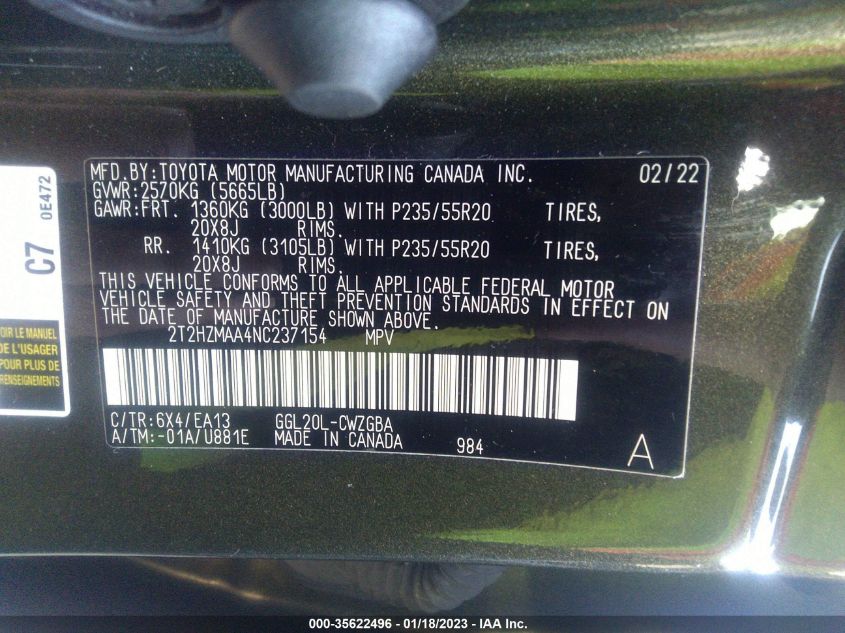 MFD.BY:TOYOTA MOTOR MANUFACTURING CANADA INC. 02/22
GVWR:2570KG (5665LB)
GAWR:FRT. 1360KG (3000LB) WITH P235/55R20 TIRES,
20X8J RIMS.
RR. 1410KG (3105LB) WITH P235/55R20 TIRES,
20X8J RIMS.
THIS VEHICLE CONFORMS TO ALL APPLICABLE FEDERAL MOTOR
VEHICLE SAFETY AND THEFT PREVENTION STANDARDS IN EFFECT ON
THE DATE OF MANUFACTURE SHOWN ABOVE.
2T2HZMAA4NC237154 MPV
C/TR:6X4/EA13 GGL20L-CWZGBA
A/TM:-01A/U881E MADE IN CANADA 984 A
C7 0E472
LE MANUEL
DE L'USAGER
POUR PLUS DE
RENSEIGNEMENTS
000-35622496 - 01/18/2023 - IAA Inc.